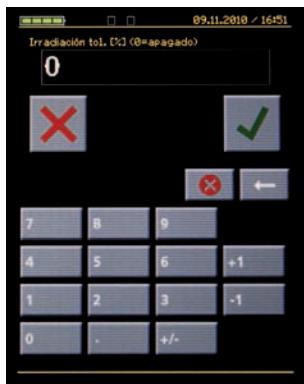 09.11.2010 / 16:51
Irradiación tol. [%] (0=apagado)
0
7 8 9
4 5 6 +1
1 2 3 -1
0 . +/-